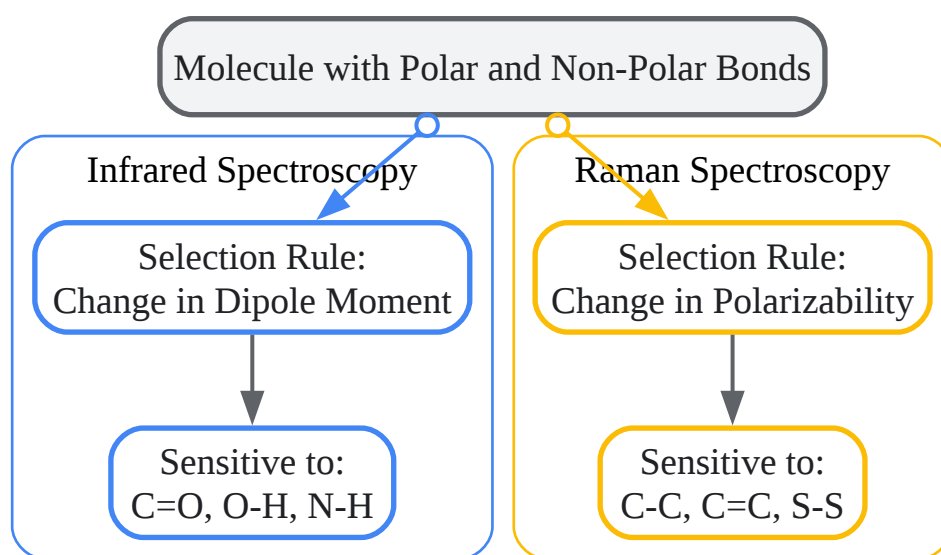 Molecule with Polar and Non-Polar Bonds
Infrared Spectroscopy
Selection Rule:
Change in Dipole Moment
Sensitive to:
C=O, O-H, N-H
Raman Spectroscopy
Selection Rule:
Change in Polarizability
Sensitive to:
C-C, C=C, S-S